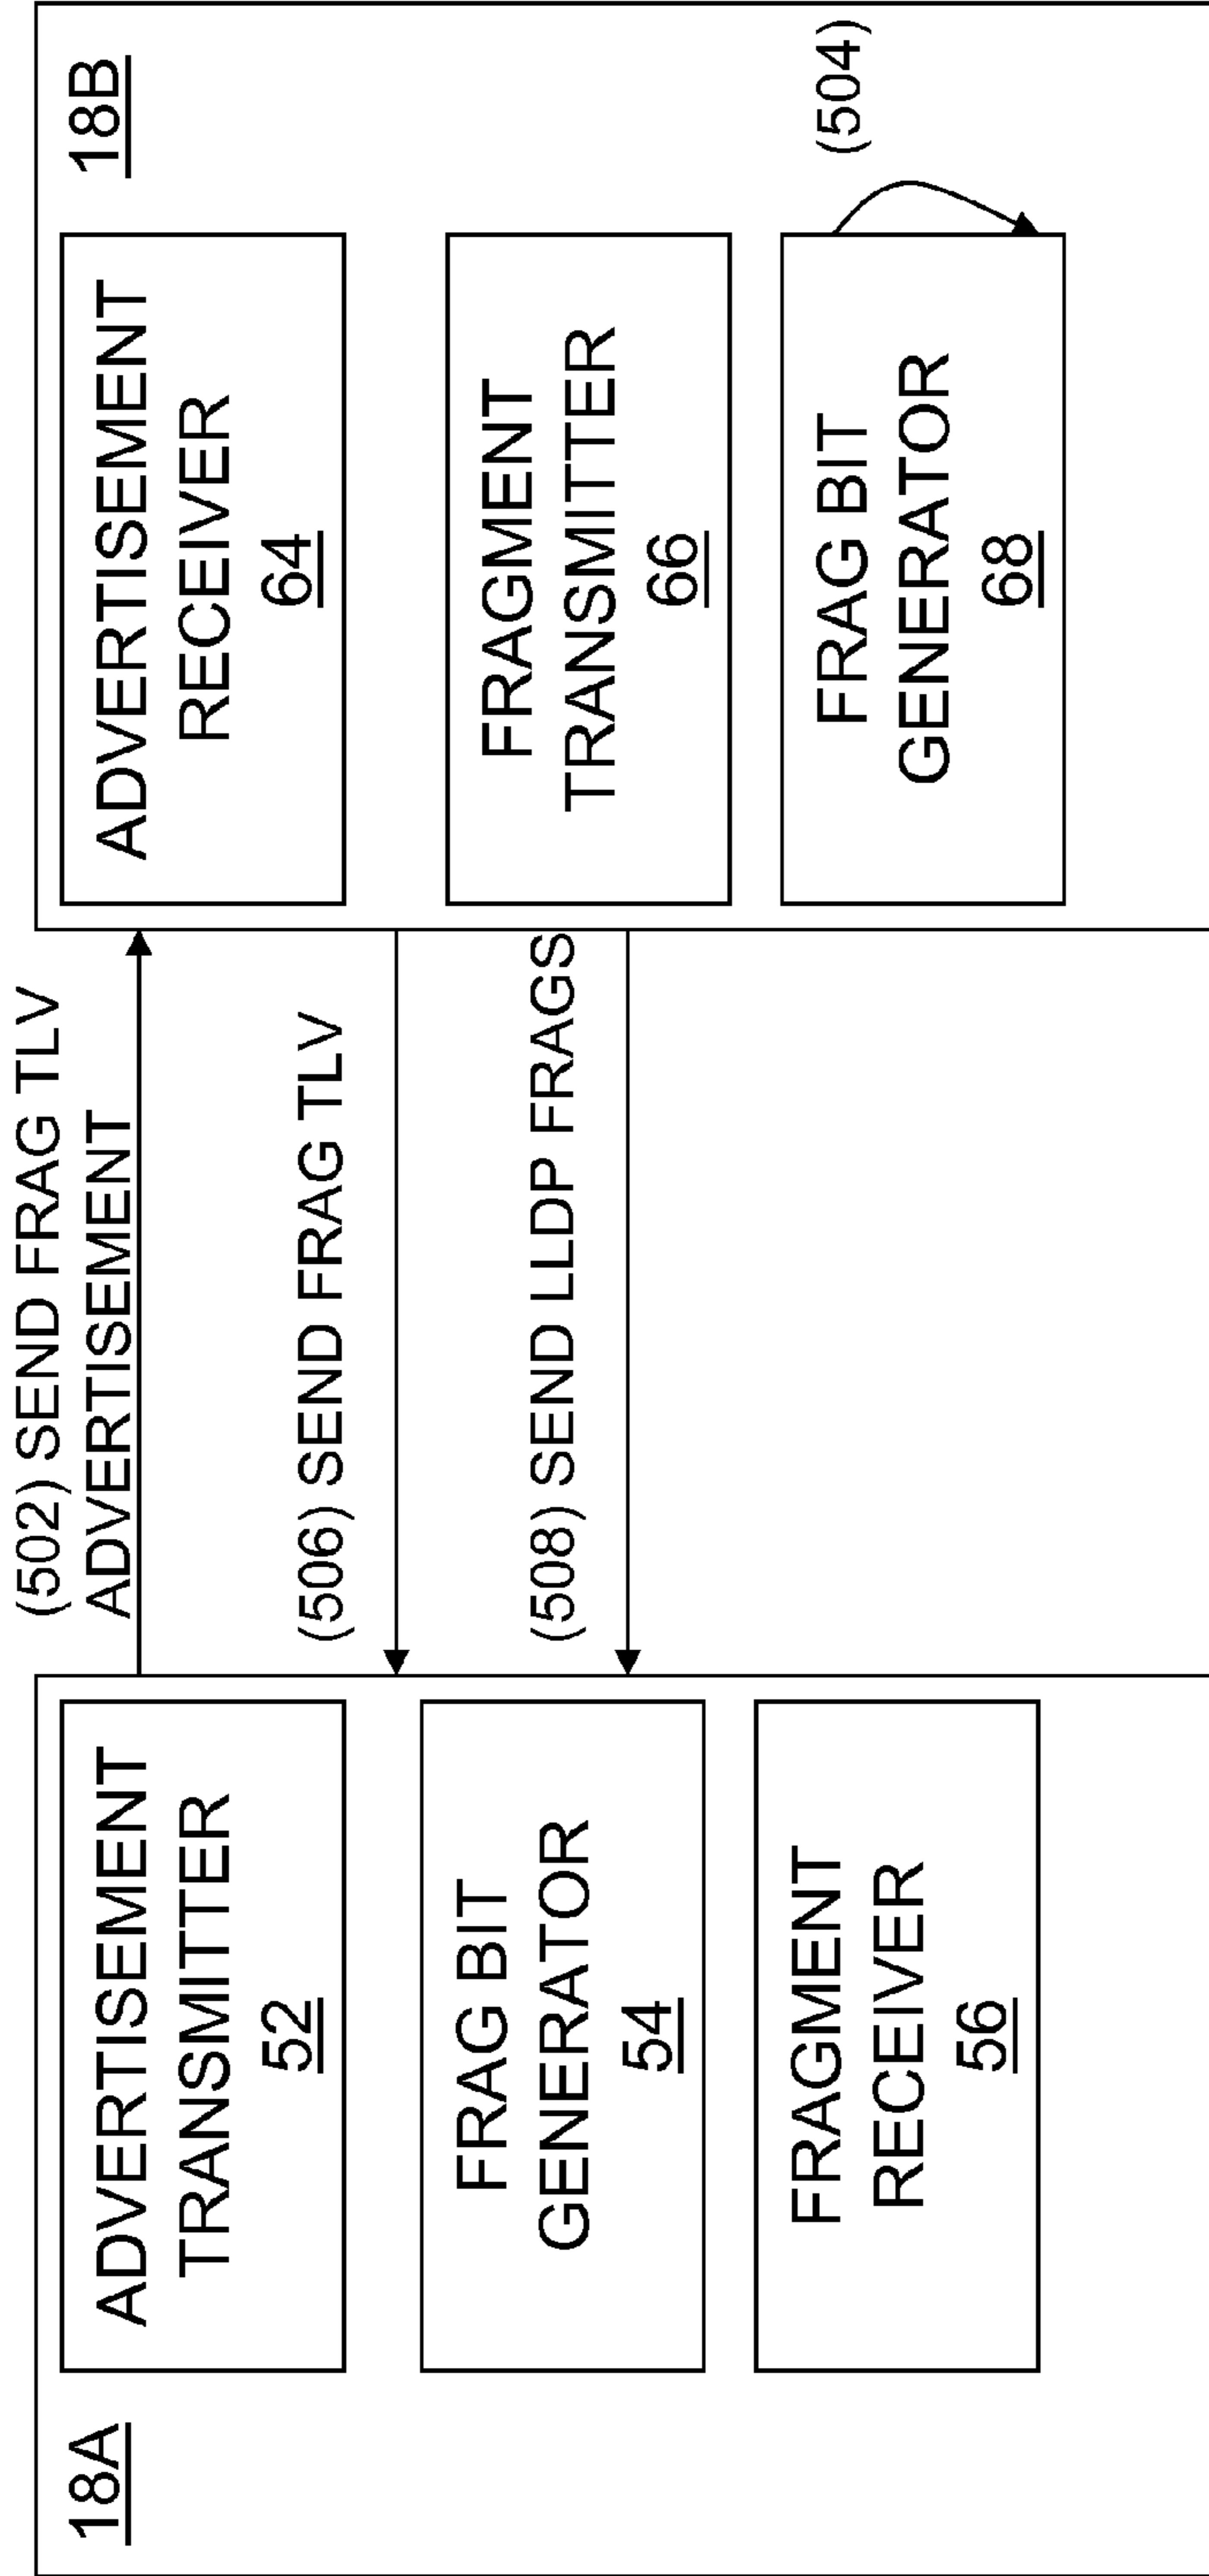 18A
ADVERTISEMENT
TRANSMITTER
52
FRAG BIT
GENERATOR
54
FRAGMENT
RECEIVER
56
(502) SEND FRAG TLV
ADVERTISEMENT
(506) SEND FRAG TLV
(508) SEND LLDP FRAGS
18B
ADVERTISEMENT
RECEIVER
64
FRAGMENT
TRANSMITTER
66
FRAG BIT
GENERATOR
68
(504)